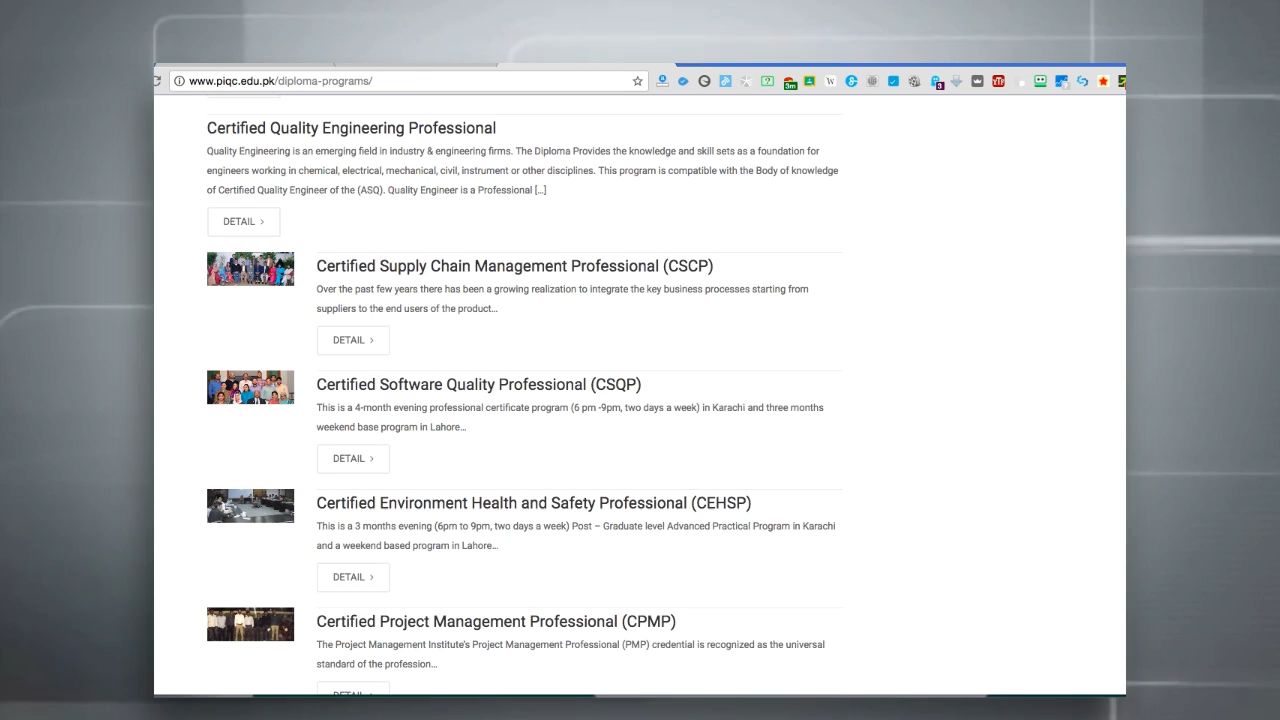 www.piqc.edu.pk/diploma-programs/
Certified Quality Engineering Professional
Quality Engineering is an emerging field in industry & engineering firms. The Diploma Provides the knowledge and skill sets as a foundation for
engineers working in chemical, electrical, mechanical, civil, instrument or other disciplines. This program is compatible with the Body of knowledge
of Certified Quality Engineer of the (ASQ). Quality Engineer is a Professional [...]
DETAIL >
Certified Supply Chain Management Professional (CSCP)
Over the past few years there has been a growing realization to integrate the key business processes starting from
suppliers to the end users of the product...
DETAIL >
Certified Software Quality Professional (CSQP)
This is a 4-month evening professional certificate program (6 pm -9pm, two days a week) in Karachi and three months
weekend base program in Lahore...
DETAIL >
Certified Environment Health and Safety Professional (CEHSP)
This is a 3 months evening (6pm to 9pm, two days a week) Post – Graduate level Advanced Practical Program in Karachi
and a weekend based program in Lahore...
DETAIL >
Certified Project Management Professional (CPMP)
The Project Management Institute's Project Management Professional (PMP) credential is recognized as the universal
standard of the profession...
DETAIL